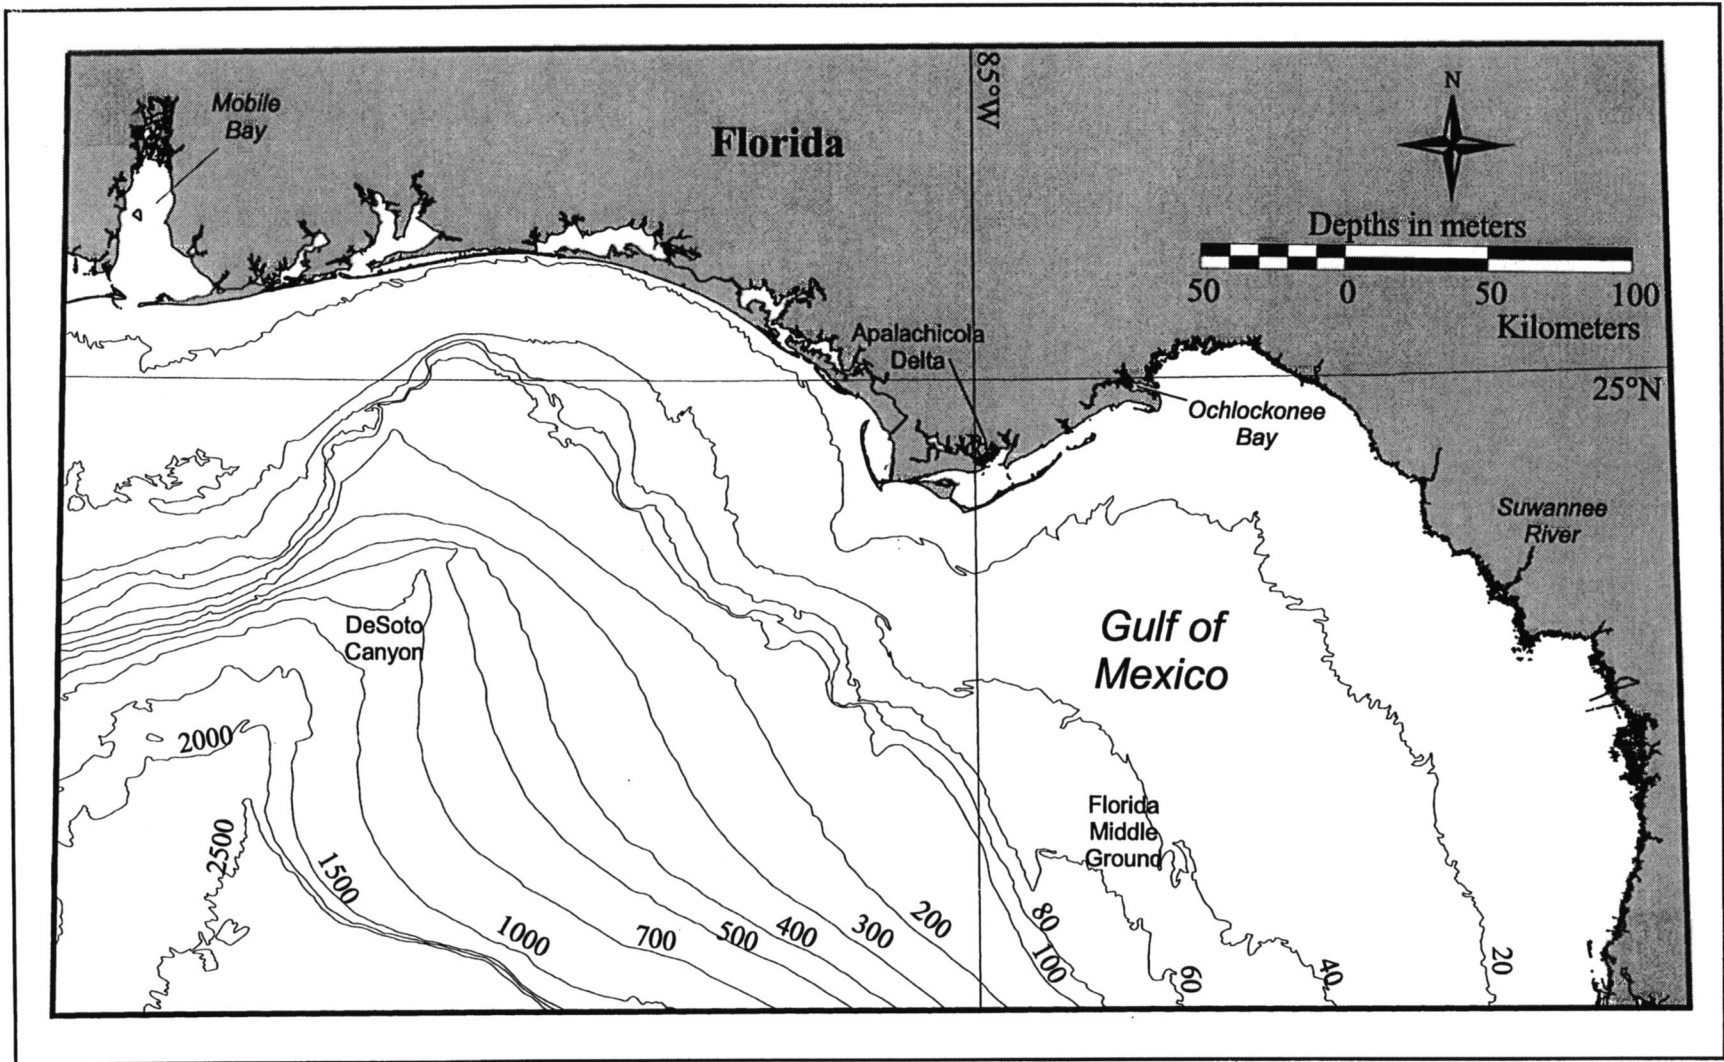 Mobile
Bay
Florida
85°W
N
Depths in meters
50 0 50 100
Kilometers
Apalachicola
Delta
25°N
Ochlockonee
Bay
Suwannee
River
DeSoto
Canyon
Gulf of
Mexico
2000
Florida
Middle
Ground
2500
1500
1000
700
500
400
300
200
80
100
60
40
20